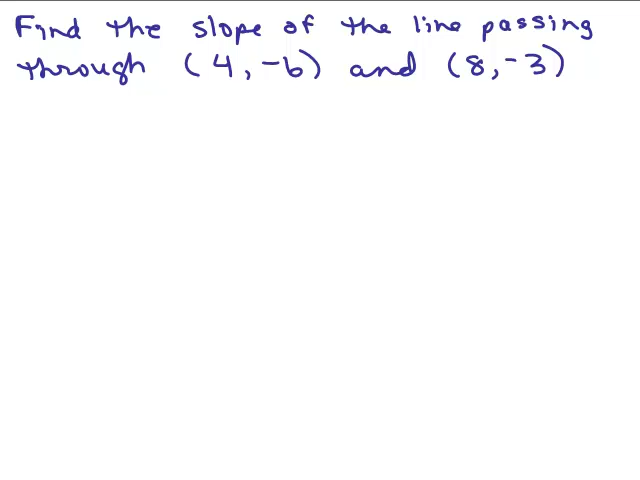 Find the slope of the line passing
through (4,-6) and (8,-3)